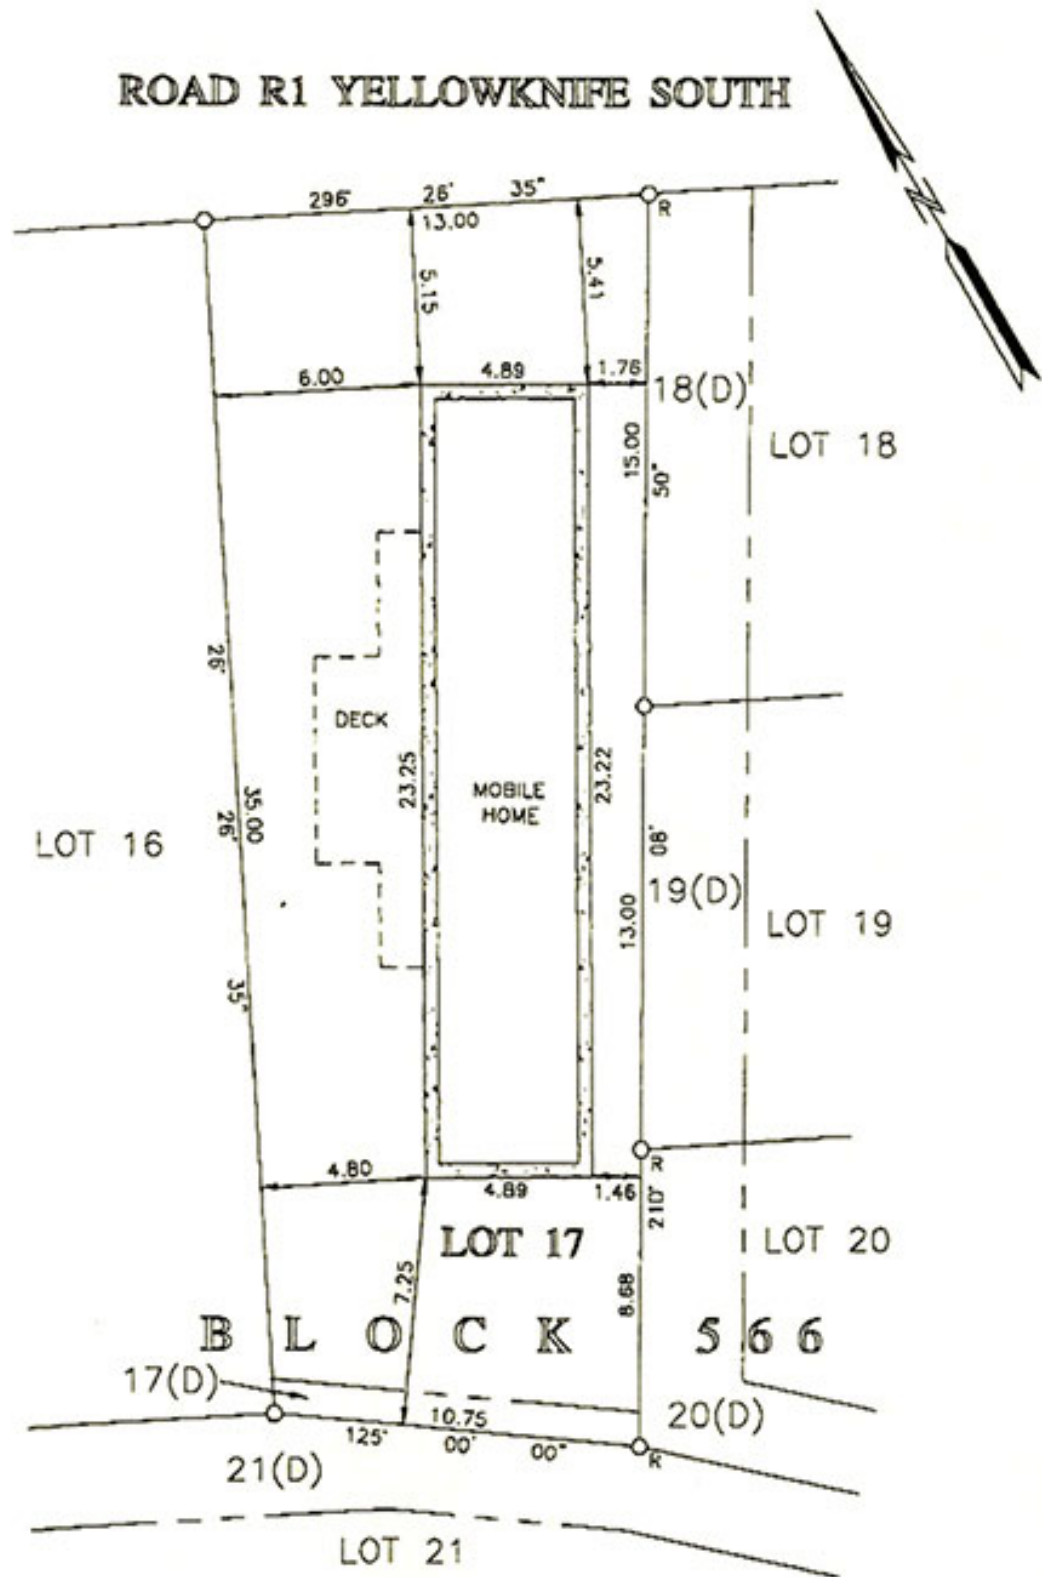 ROAD R1 YELLOWKNIFE SOUTH
296° 26' 35"
13.00
R
5.15
5.41
6.00
4.89
1.76
18(D)
LOT 18
15.00
50"
26'
DECK
23.25
MOBILE
HOME
23.22
35.00
26'
LOT 16
08'
19(D)
13.00
LOT 19
35"
4.80
4.89
1.46
R
210°
LOT 17
LOT 20
7.25
8.68
BLOCK 566
17(D)
10.75
125° 00' 00"
20(D)
R
21(D)
LOT 21